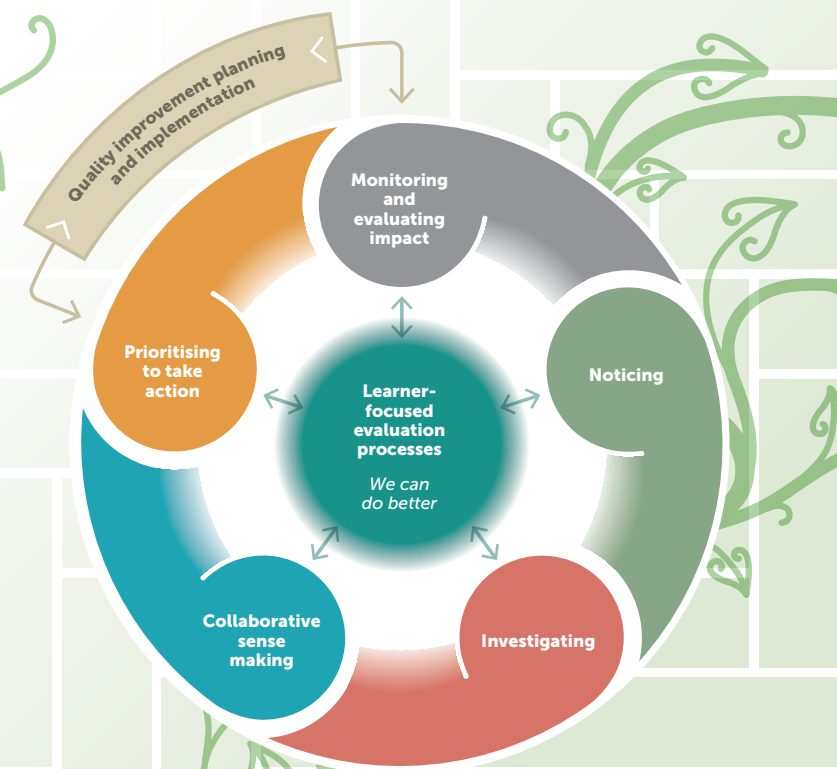 Quality improvement planning
and implementation
Monitoring
and
evaluating
impact
Noticing
Prioritising
to take
action
Learner-
focused
evaluation
processes
We can
do better
Collaborative
sense
making
Investigating